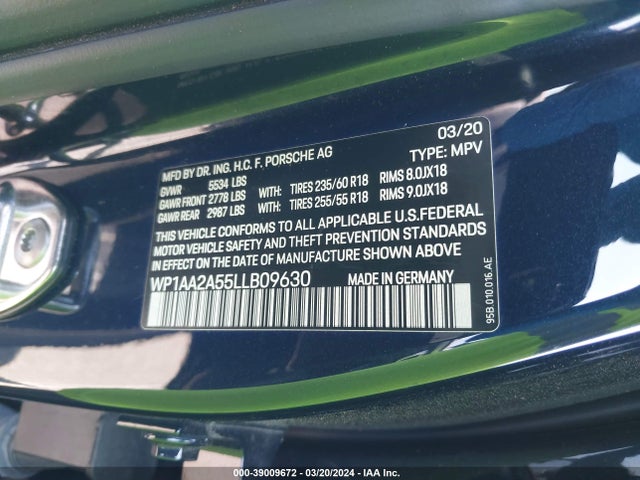 03/20
MFD BY DR. ING. H.C. F. PORSCHE AG TYPE: MPV
GVWR 5534 LBS
GAWR FRONT 2778 LBS WITH: TIRES 235/60 R18 RIMS 8.0JX18
GAWR REAR 2987 LBS WITH: TIRES 255/55 R18 RIMS 9.0JX18
THIS VEHICLE CONFORMS TO ALL APPLICABLE U.S.FEDERAL
MOTOR VEHICLE SAFETY AND THEFT PREVENTION STANDARDS
IN EFFECT ON THE DATE OF MANUFACTURE SHOWN ABOVE.
WP1AA2A55LLB09630 MADE IN GERMANY
95B.010.016.AE
000-39009672 - 03/20/2024 - IAA Inc.